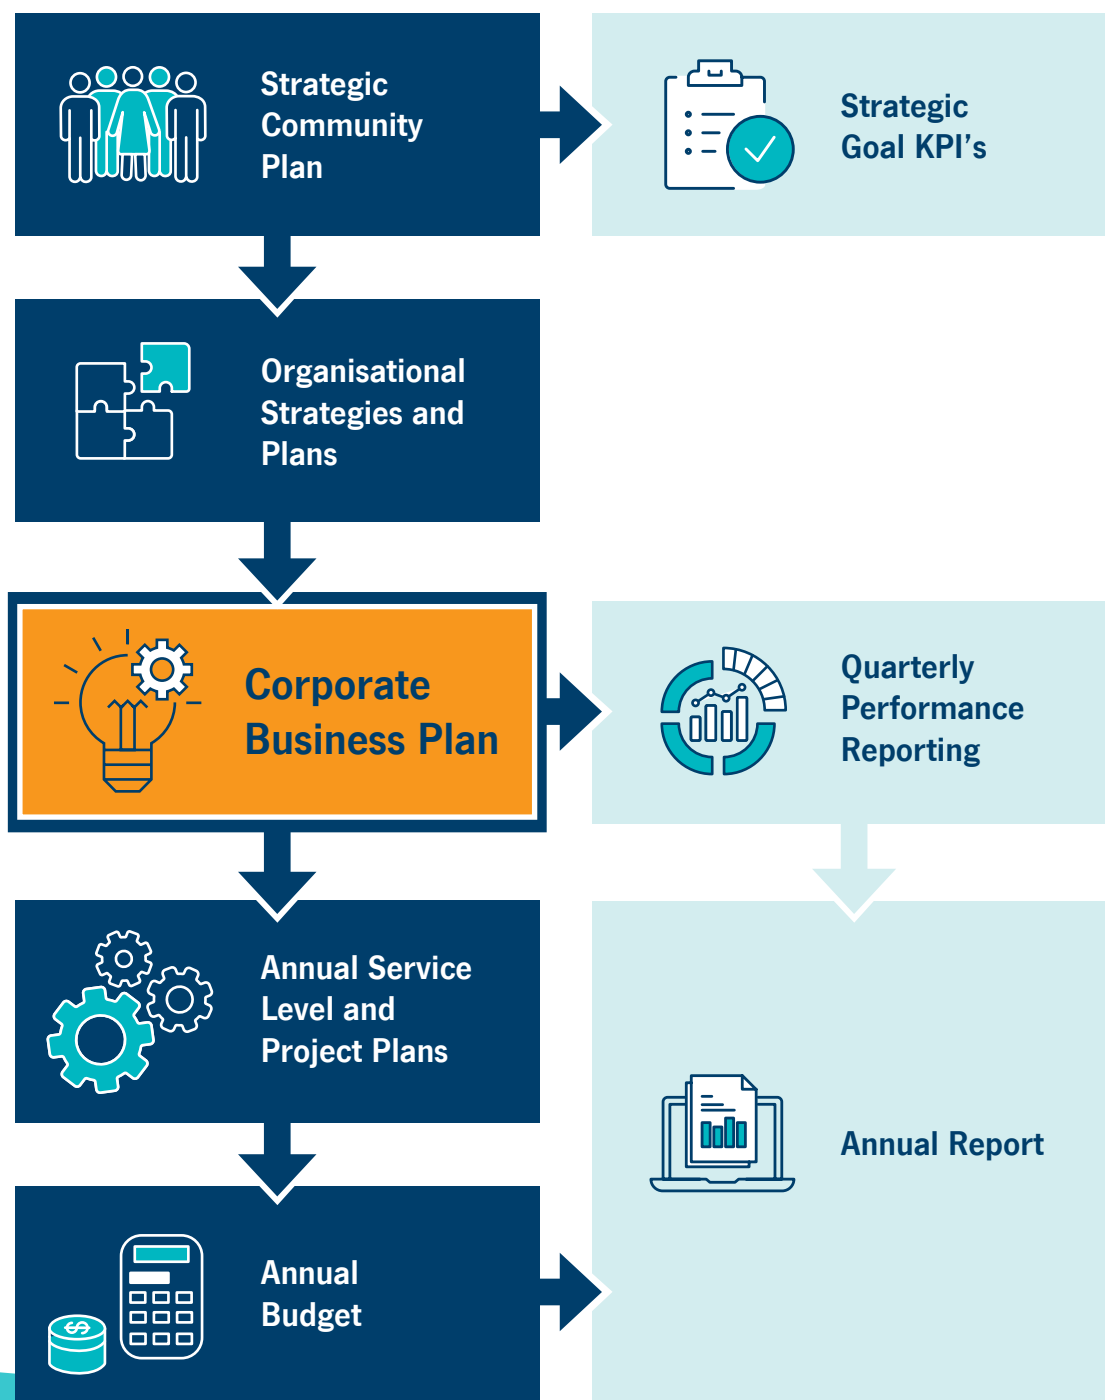 Strategic
Community
Plan
Strategic
Goal KPI's
Organisational
Strategies and
Plans
Corporate
Business Plan
Quarterly
Performance
Reporting
Annual Service
Level and
Project Plans
Annual Report
Annual
Budget
$